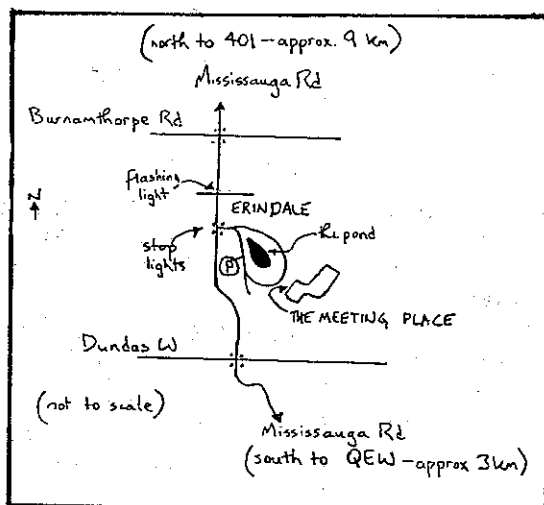 (north to 401 - approx. 9 km)
Mississauga Rd
Burnamthorpe Rd
flashing
light
N
ERINDALE
stop
lights
the pond
P
THE MEETING PLACE
Dundas W
(not to scale)
Mississauga Rd
(south to QEW - approx 3km)